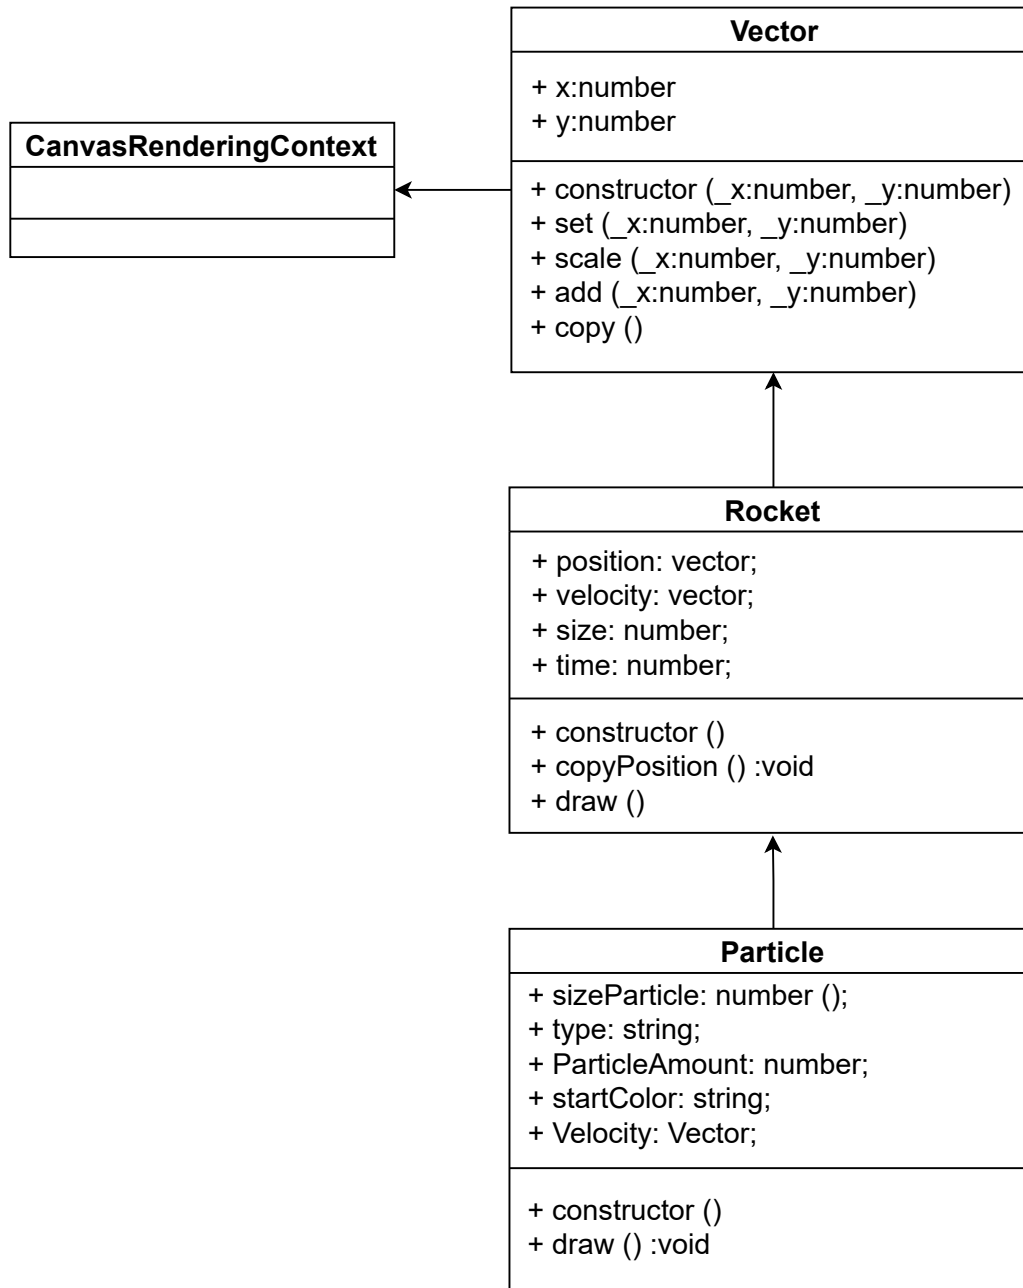 Vector
+ x:number
+ y:number
+ constructor (_x:number, _y:number)
+ set (_x:number, _y:number)
+ scale (_x:number, _y:number)
+ add (_x:number, _y:number)
+ copy ()
CanvasRenderingContext
Rocket
+ position: vector;
+ velocity: vector;
+ size: number;
+ time: number;
+ constructor ()
+ copyPosition () :void
+ draw ()
Particle
+ sizeParticle: number ();
+ type: string;
+ ParticleAmount: number;
+ startColor: string;
+ Velocity: Vector;
+ constructor ()
+ draw () :void